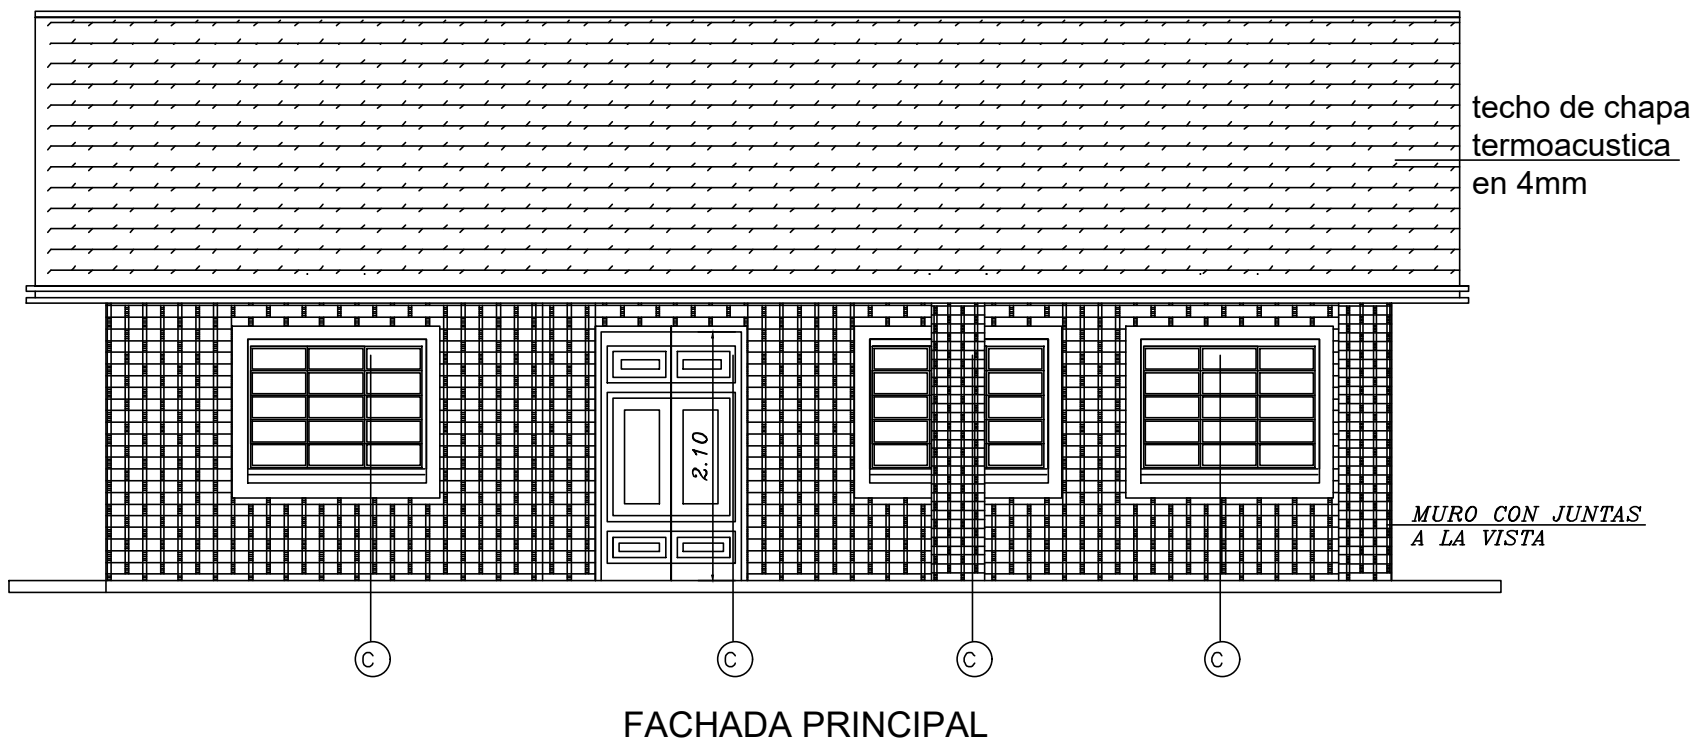 techo de chapa
termoacustica
en 4mm
2.10
MURO CON JUNTAS
A LA VISTA
C
C
C
C
FACHADA PRINCIPAL